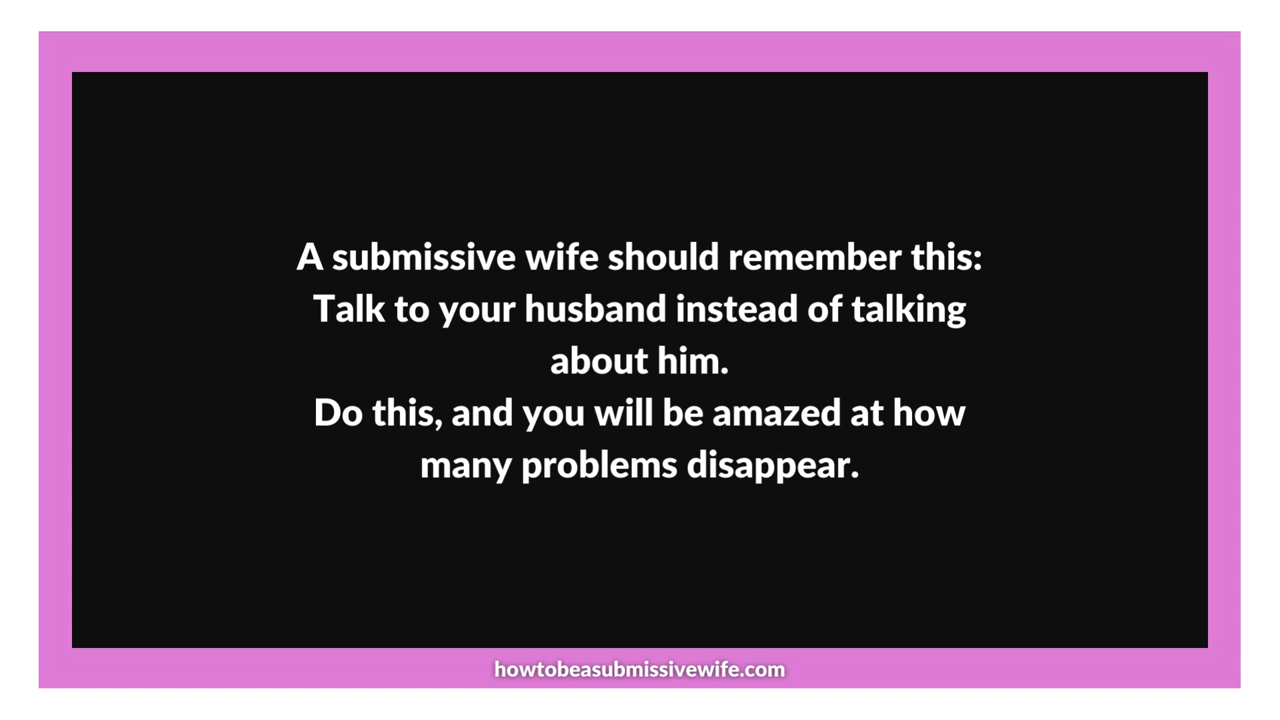 A submissive wife should remember this:
Talk to your husband instead of talking
about him.
Do this, and you will be amazed at how
many problems disappear.
howtobeasubmissivewife.com